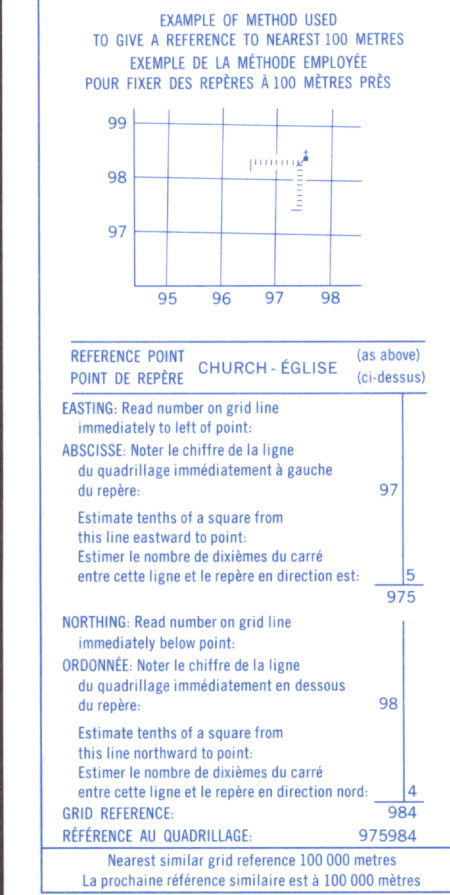 EXAMPLE OF METHOD USED
TO GIVE A REFERENCE TO NEAREST 100 METRES
EXEMPLE DE LA MÉTHODE EMPLOYÉE
POUR FIXER DES REPÈRES À 100 MÈTRES PRÈS
99
98
97
95 96 97 98
REFERENCE POINT
POINT DE REPÈRE
CHURCH - ÉGLISE
(as above)
(ci-dessus)
EASTING: Read number on grid line
immediately to left of point:
ABSCISSE: Noter le chiffre de la ligne
du quadrillage immédiatement à gauche
du repère: 97
Estimate tenths of a square from
this line eastward to point:
Estimer le nombre de dixièmes du carré
entre cette ligne et le repère en direction est: 5
975
NORTHING: Read number on grid line
immediately below point:
ORDONNÉE: Noter le chiffre de la ligne
du quadrillage immédiatement en dessous
du repère: 98
Estimate tenths of a square from
this line northward to point:
Estimer le nombre de dixièmes du carré
entre cette ligne et le repère en direction nord: 4
GRID REFERENCE: 984
RÉFÉRENCE AU QUADRILLAGE: 975984
Nearest similar grid reference 100 000 metres
La prochaine référence similaire est à 100 000 mètres